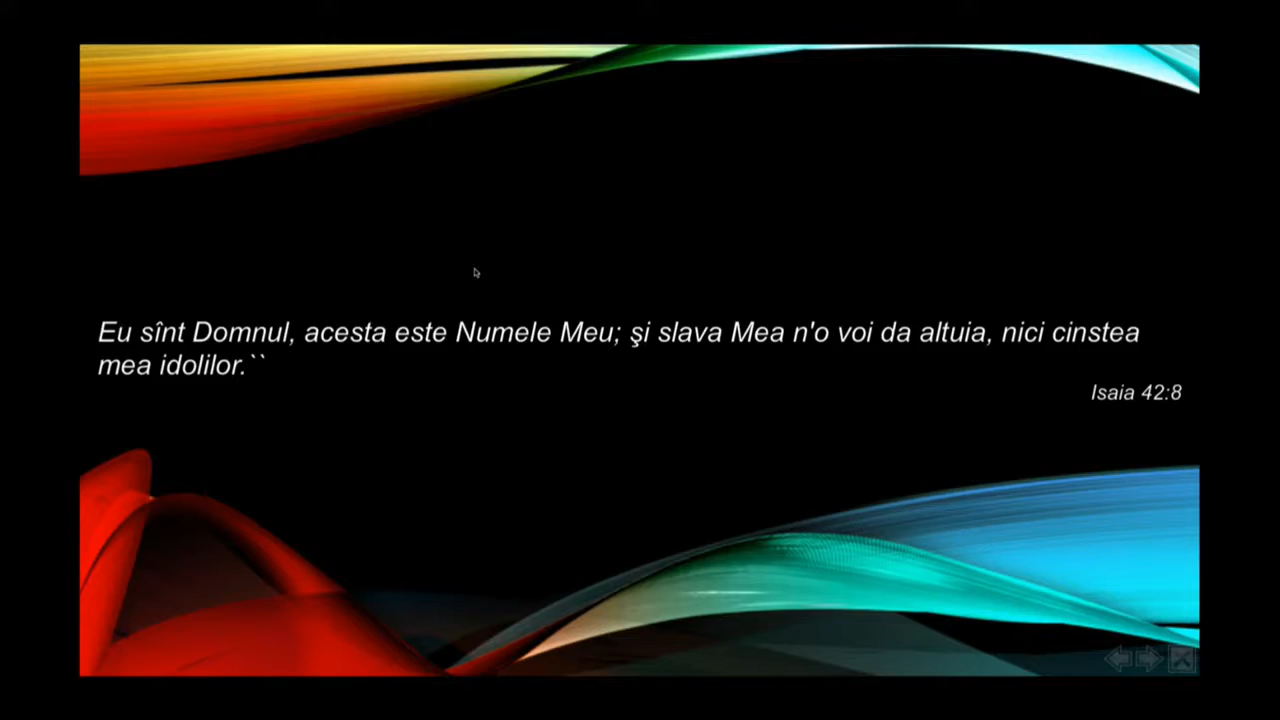 Eu sînt Domnul, acesta este Numele Meu; şi slava Mea n'o voi da altuia, nici cinstea
mea idolilor.``
Isaia 42:8